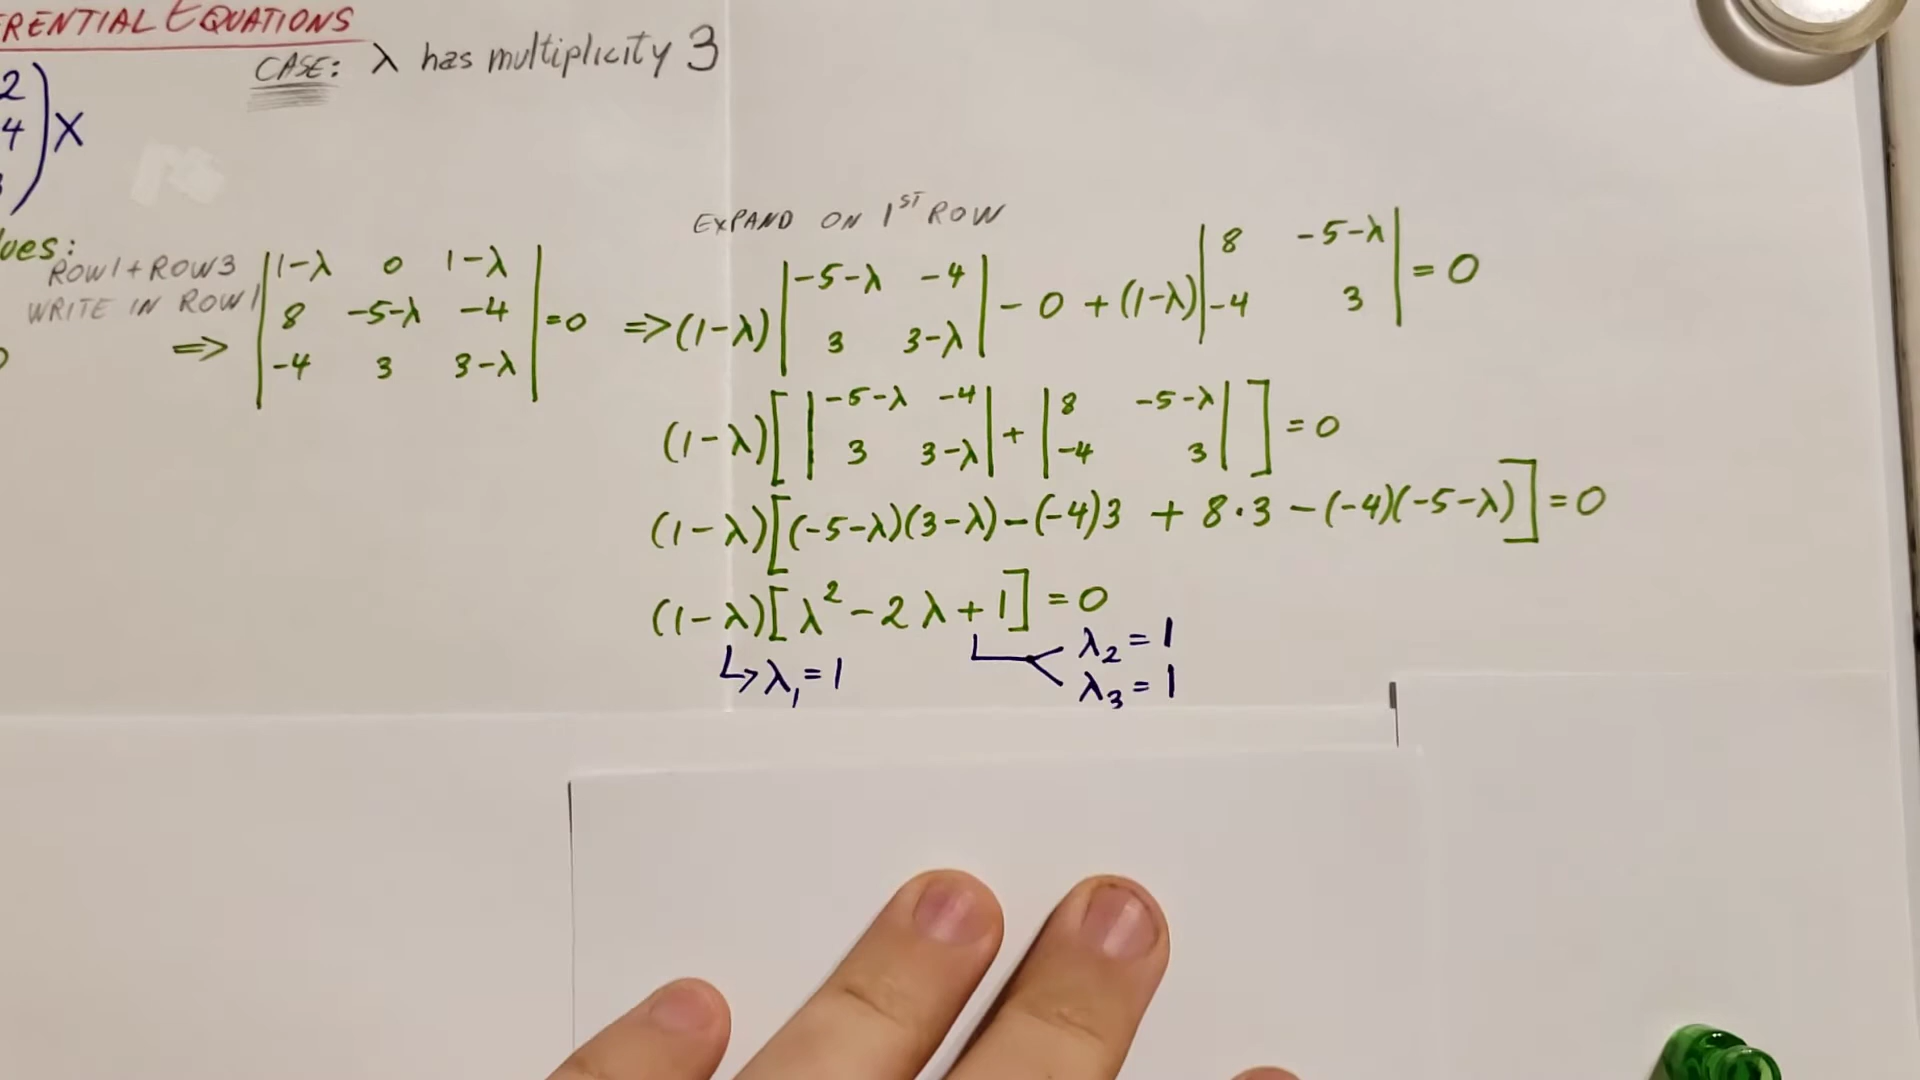 RENTIAL EQUATIONS
CASE: λ has multiplicity 3
2
4 ) X
ues:
ROW1+ROW3
WRITE IN ROW1
=> | 1-λ 0 1-λ |
| 8 -5-λ -4 | =0
| -4 3 3-λ |
EXPAND ON 1ST ROW
=> (1-λ) | -5-λ -4 | - 0 + (1-λ) | 8 -5-λ | = 0
| 3 3-λ | | -4 3 |
(1-λ) [ | -5-λ -4 | + | 8 -5-λ | ] = 0
| 3 3-λ | | -4 3 |
(1-λ)[(-5-λ)(3-λ)-(-4)3 + 8·3 -(-4)(-5-λ)] =0
(1-λ)[λ² -2λ+1] =0
↳ λ₁ = 1
λ₂ = 1
λ₃ = 1